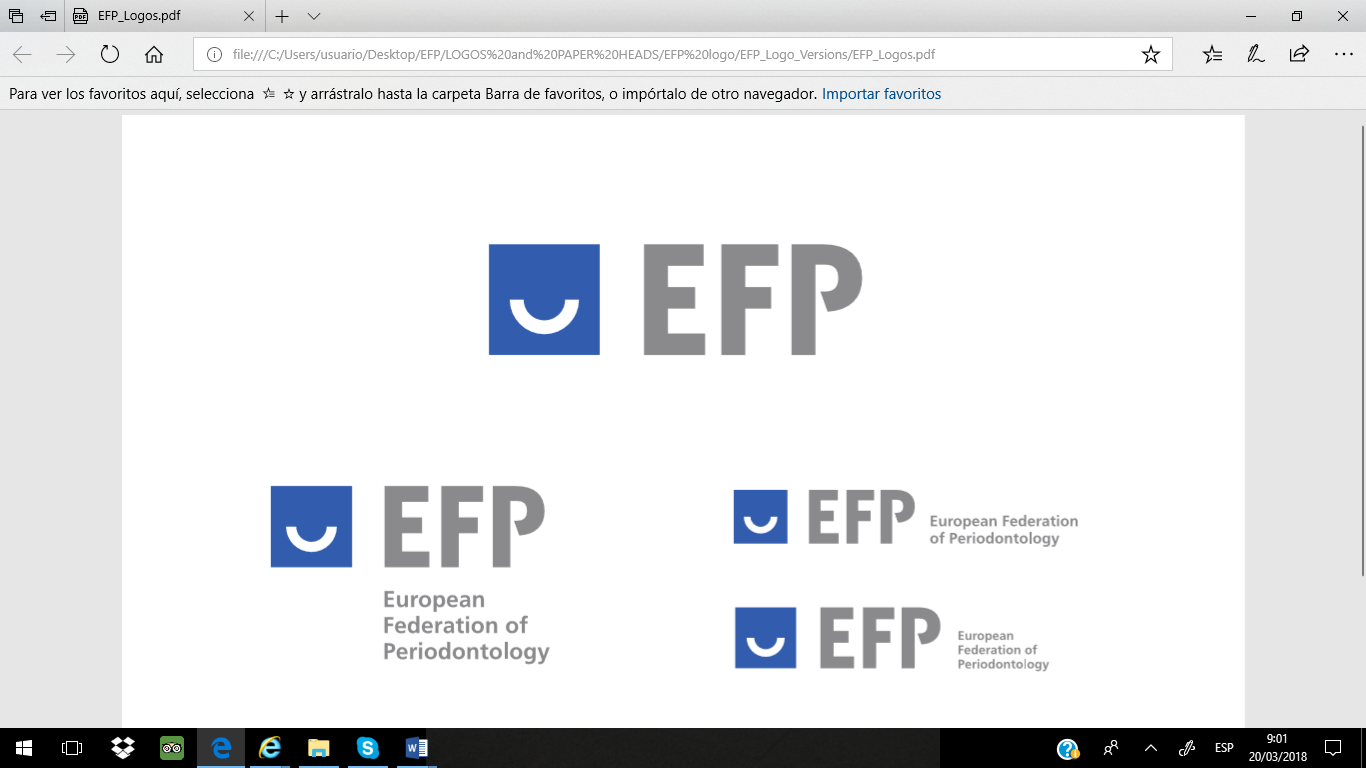 EFP_Logos.pdf
file:///C:/Users/usuario/Desktop/EFP/LOGOS%20and%20PAPER%20HEADS/EFP%20logo/EFP_Logo_Versions/EFP_Logos.pdf
Para ver los favoritos aquí, selecciona y arrástralo hasta la carpeta Barra de favoritos, o impórtalo de otro navegador. Importar favoritos
EFP
EFP
European
Federation of
Periodontology
EFP
European Federation
of Periodontology
EFP
European
Federation of
Periodontology
ESP
9:01
20/03/2018